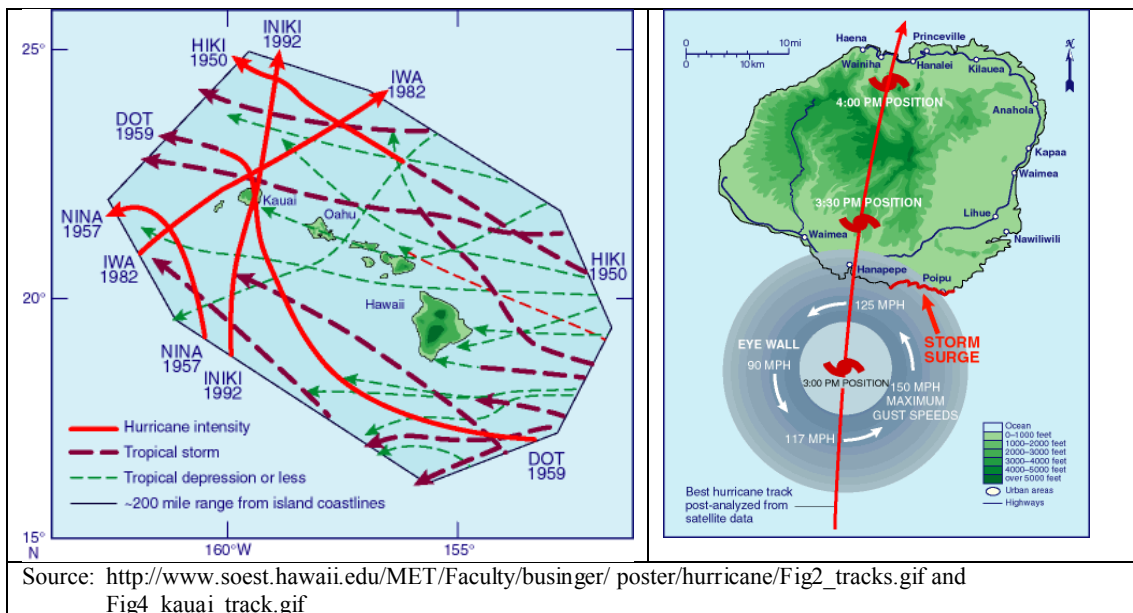 INIKI
1992
HIKI
1950
IWA
1982
DOT
1959
NINA
1957
IWA
1982
NINA
1957
INIKI
1992
HIKI
1950
DOT
1959
25°
20°
15°
N
160°W
155°
Kauai
Oahu
Hawaii
Hurricane intensity
Tropical storm
Tropical depression or less
~200 mile range from island coastlines
0 10mi
0 10km
N
Haena
Princeville
Wainiha
Hanalei
Kilauea
Anahola
Kapaa
Waimea
Lihue
Nawiliwili
Waimea
Hanapepe
Poipu
4:00 PM POSITION
3:30 PM POSITION
125 MPH
EYE WALL
90 MPH
3:00 PM POSITION
150 MPH
MAXIMUM
GUST SPEEDS
117 MPH
STORM
SURGE
Best hurricane track
post-analyzed from
satellite data
Ocean
0–1000 feet
1000–2000 feet
2000–3000 feet
3000–4000 feet
4000–5000 feet
over 5000 feet
Urban areas
Highways
Source: http://www.soest.hawaii.edu/MET/Faculty/businger/ poster/hurricane/Fig2_tracks.gif and
Fig4_kauai_track.gif